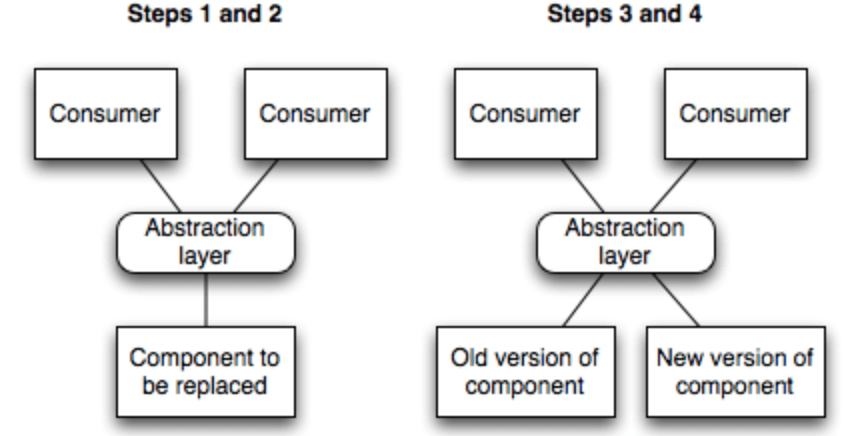 Steps 1 and 2
Consumer
Consumer
Abstraction
layer
Component to
be replaced
Steps 3 and 4
Consumer
Consumer
Abstraction
layer
Old version of
component
New version of
component